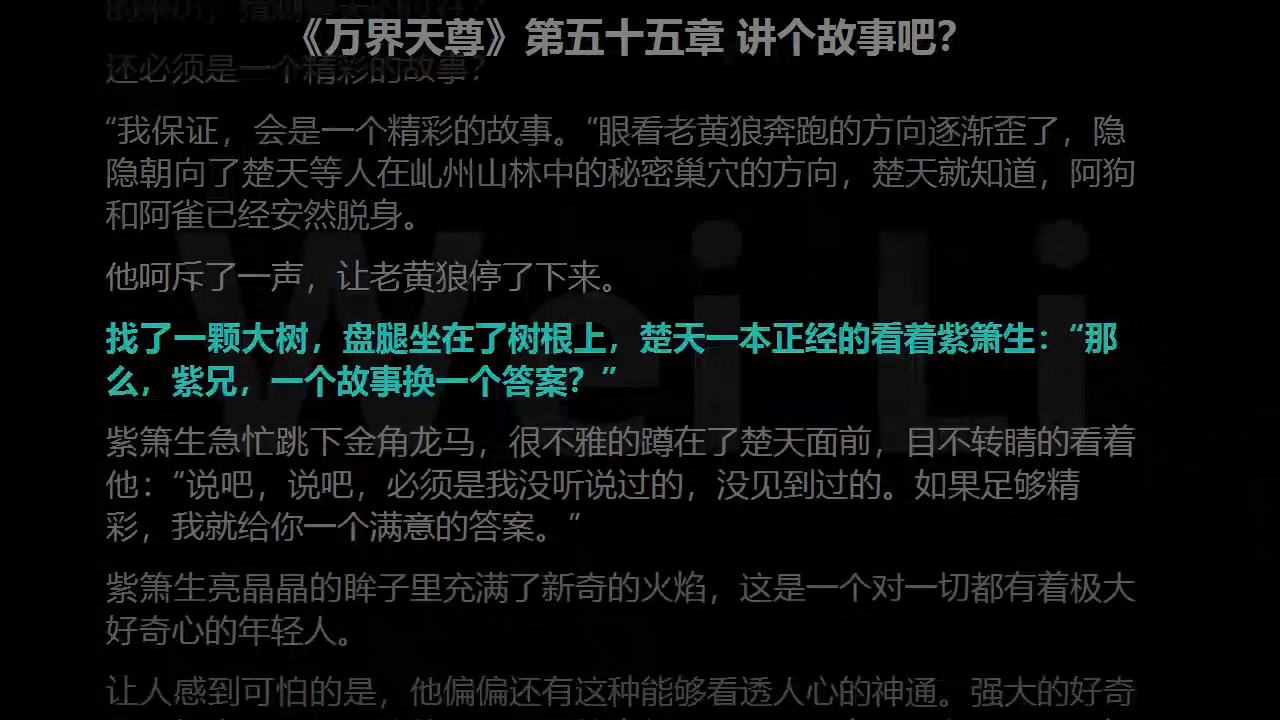 《万界天尊》第五十五章 讲个故事吧?
还必须是一个精彩的故事?
“我保证，会是一个精彩的故事。”眼看老黄狼奔跑的方向逐渐歪了，隐
隐朝向了楚天等人在乢州山林中的秘密巢穴的方向，楚天就知道，阿狗
和阿雀已经安然脱身。
他呵斥了一声，让老黄狼停了下来。
找了一颗大树，盘腿坐在了树根上，楚天一本正经的看着紫箫生：“那
么，紫兄，一个故事换一个答案？”
紫箫生急忙跳下金角龙马，很不雅的蹲在了楚天面前，目不转睛的看着
他：“说吧，说吧，必须是我没听说过的，没见到过的。如果足够精
彩，我就给你一个满意的答案。”
紫箫生亮晶晶的眸子里充满了新奇的火焰，这是一个对一切都有着极大
好奇心的年轻人。
让人感到可怕的是，他偏偏还有这种能够看透人心的神通。强大的好奇
Wei Li